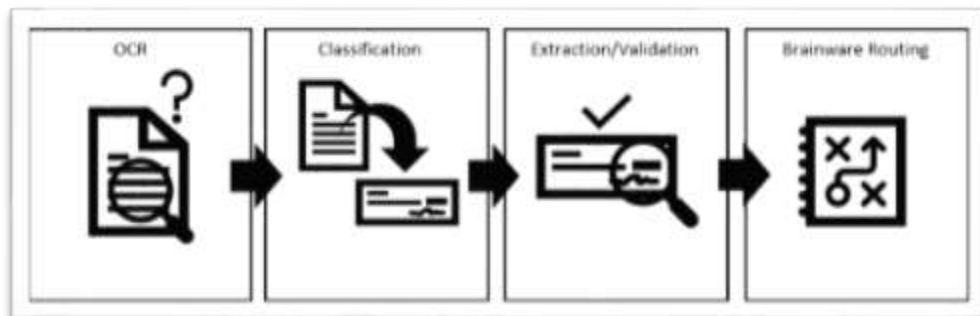 OCR
Classification
Extraction/Validation
Brainware Routing
?